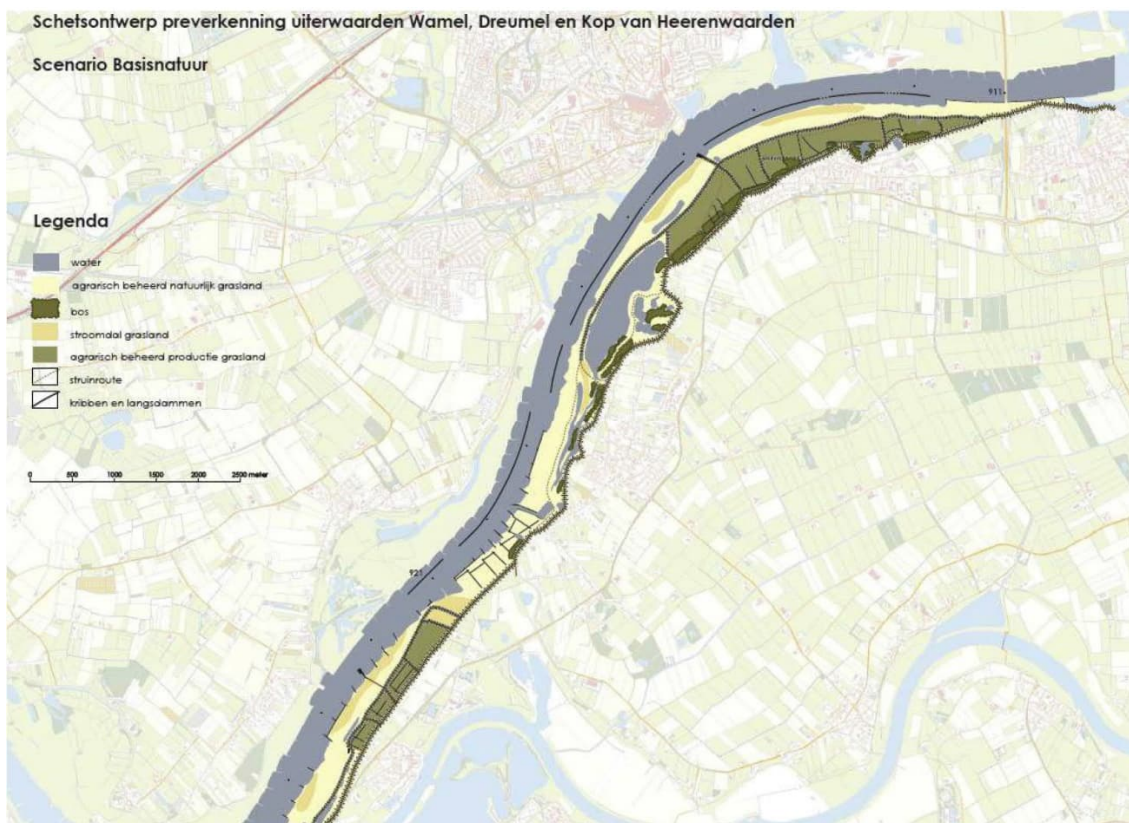 Schetsontwerp preverkenning uiterwaarden Wamel, Dreumel en Kop van Heerenwaarden
Scenario Basisnatuur
911
Legenda
water
agrarisch beheerd natuurlijk grasland
bos
stroomdal grasland
agrarisch beheerd productie grasland
struinroute
kribben en langsdammen
0 500 1000 1500 2000 2500 meter
921